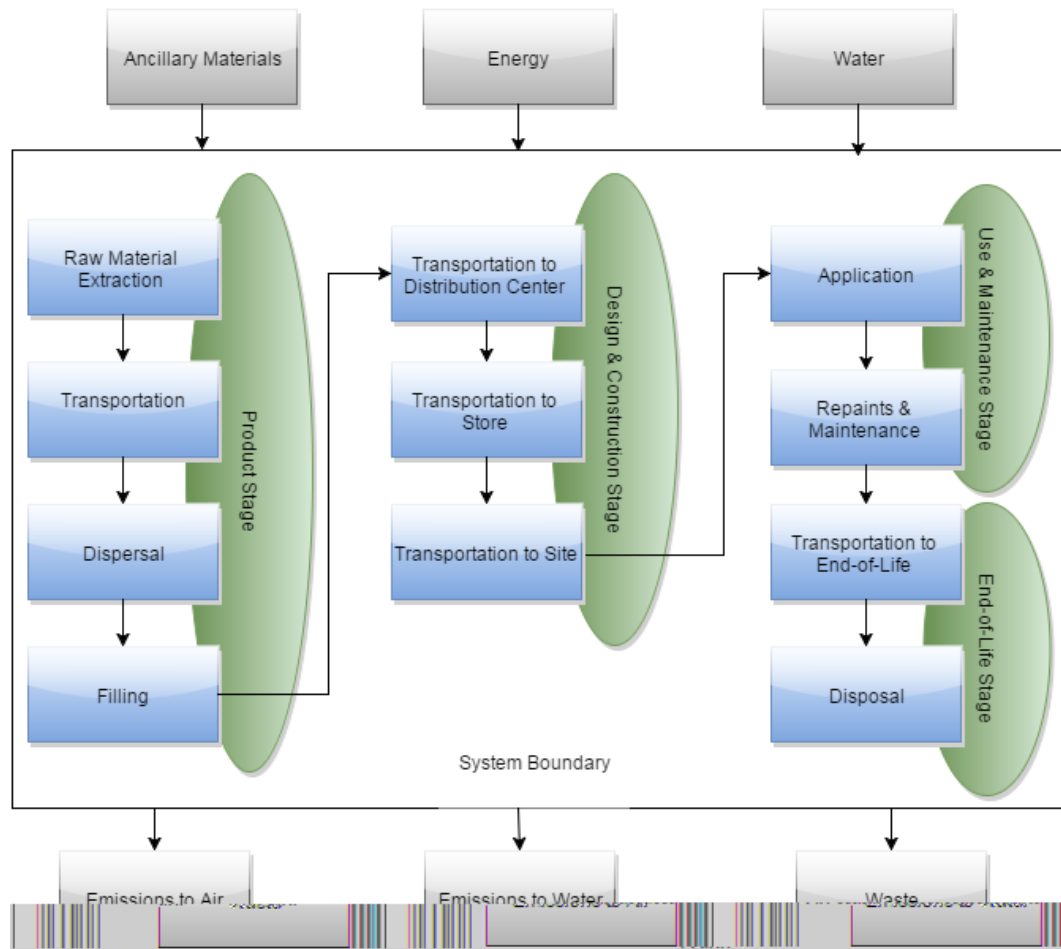 Ancillary Materials
Energy
Water
Raw Material
Extraction
Transportation
Dispersal
Filling
Product Stage
Transportation to
Distribution Center
Transportation to
Store
Transportation to Site
Design & Construction Stage
Application
Repaints &
Maintenance
Use & Maintenance Stage
Transportation to
End-of-Life
Disposal
End-of-Life Stage
System Boundary
Emissions to Air
Emissions to Water
Waste